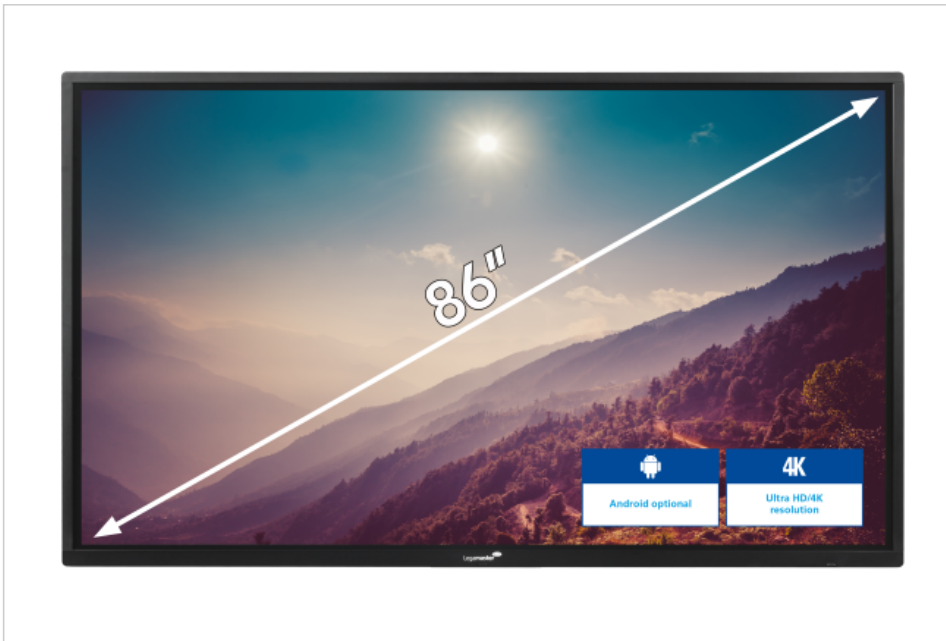 86"
4K
Android optional
Ultra HD/4K
resolution
Legamaster